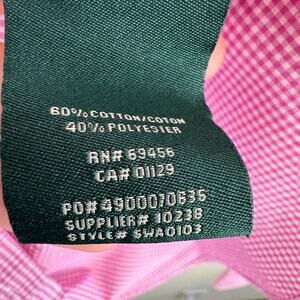 60% COTTON/COTON
40% POLYESTER
RN# 69456
CA# 01129
PO# 4900070635
SUPPLIER# 10238
STYLE# SWA0103